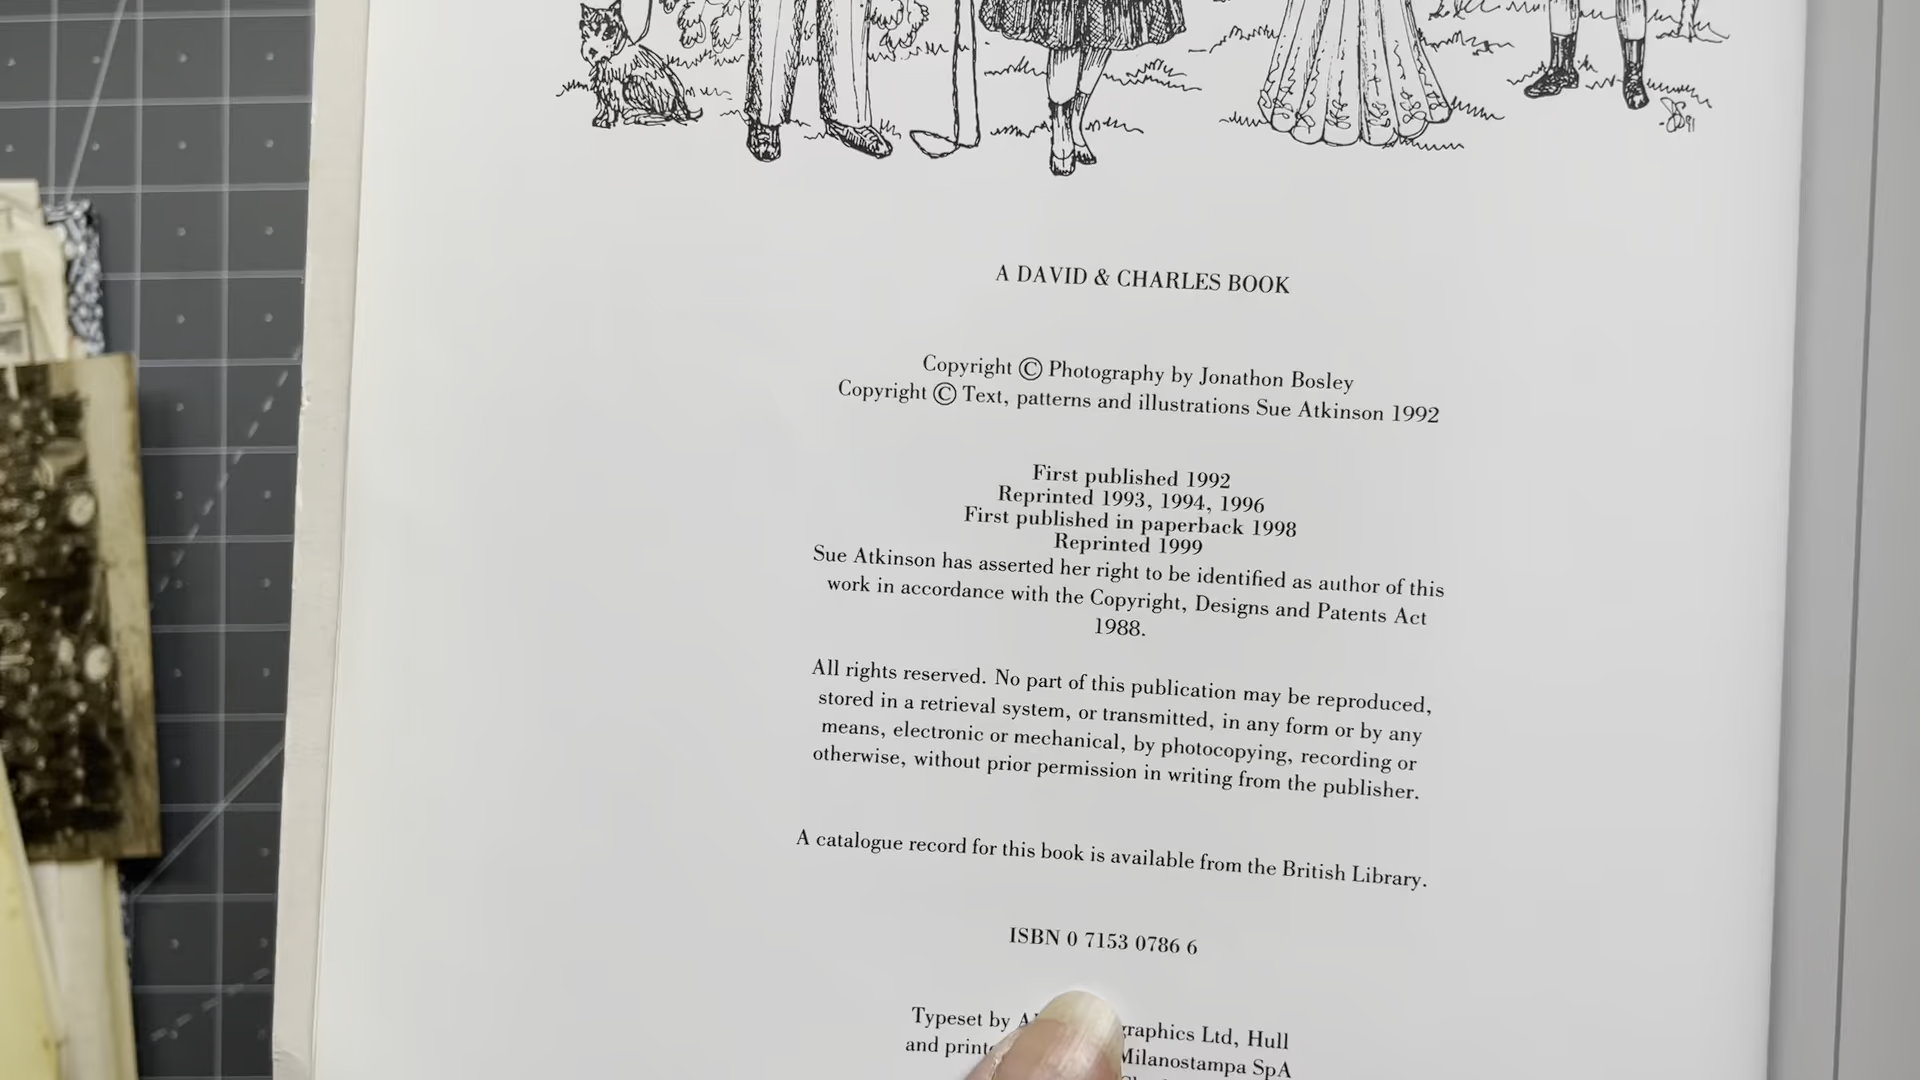 A DAVID & CHARLES BOOK
Copyright © Photography by Jonathon Bosley
Copyright © Text, patterns and illustrations Sue Atkinson 1992
First published 1992
Reprinted 1993, 1994, 1996
First published in paperback 1998
Reprinted 1999
Sue Atkinson has asserted her right to be identified as author of this
work in accordance with the Copyright, Designs and Patents Act
1988.
All rights reserved. No part of this publication may be reproduced,
stored in a retrieval system, or transmitted, in any form or by any
means, electronic or mechanical, by photocopying, recording or
otherwise, without prior permission in writing from the publisher.
A catalogue record for this book is available from the British Library.
ISBN 0 7153 0786 6
Typeset by Ltd, Hull
and Milanostampa SpA